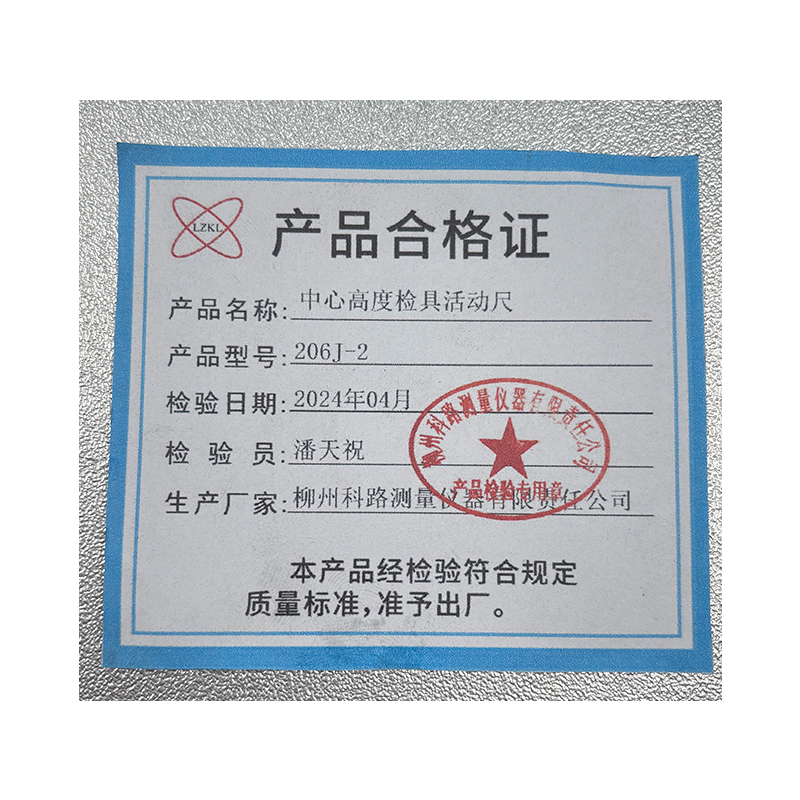 LZKL
产品合格证
产品名称:中心高度检具活动尺
产品型号:206J-2
检验日期:2024年04月
检验员:潘天祝
生产厂家:柳州科路测量仪器有限责任公司
柳州科路测量仪器有限责任公司
产品检验专用章
本产品经检验符合规定
质量标准,准予出厂。